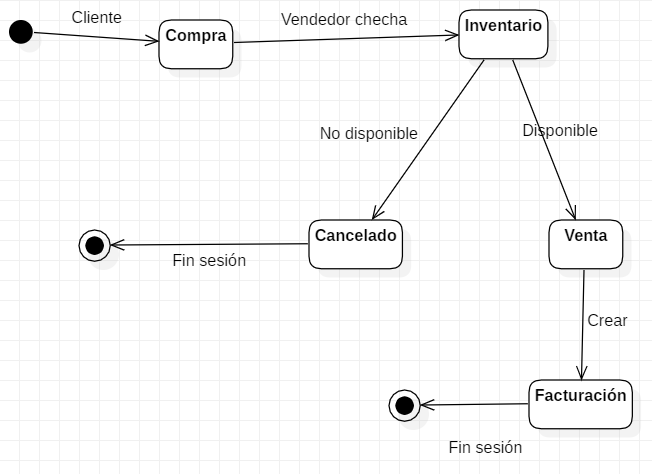 Cliente
Compra
Vendedor checha
Inventario
No disponible
Disponible
Cancelado
Venta
Fin sesión
Crear
Facturación
Fin sesión